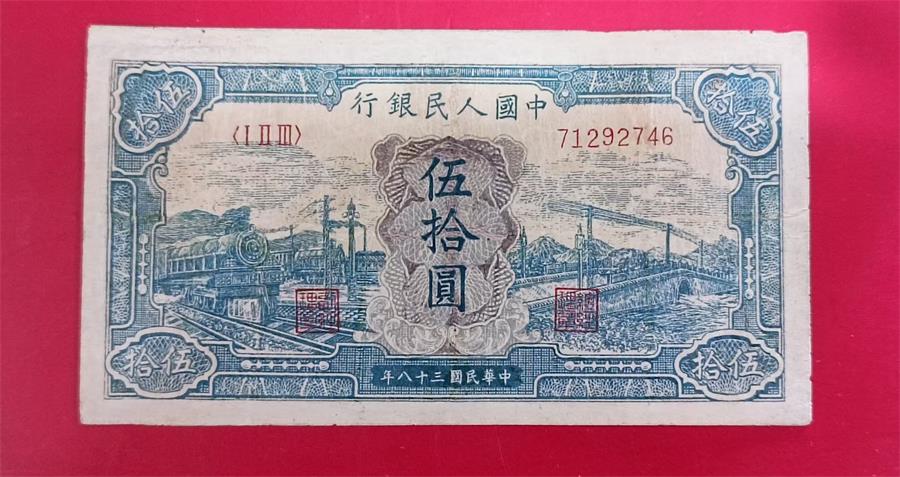 中國人民銀行
〈I II III〉
71292746
伍拾
伍拾
伍拾圓
伍拾
伍拾
中華民國三十八年